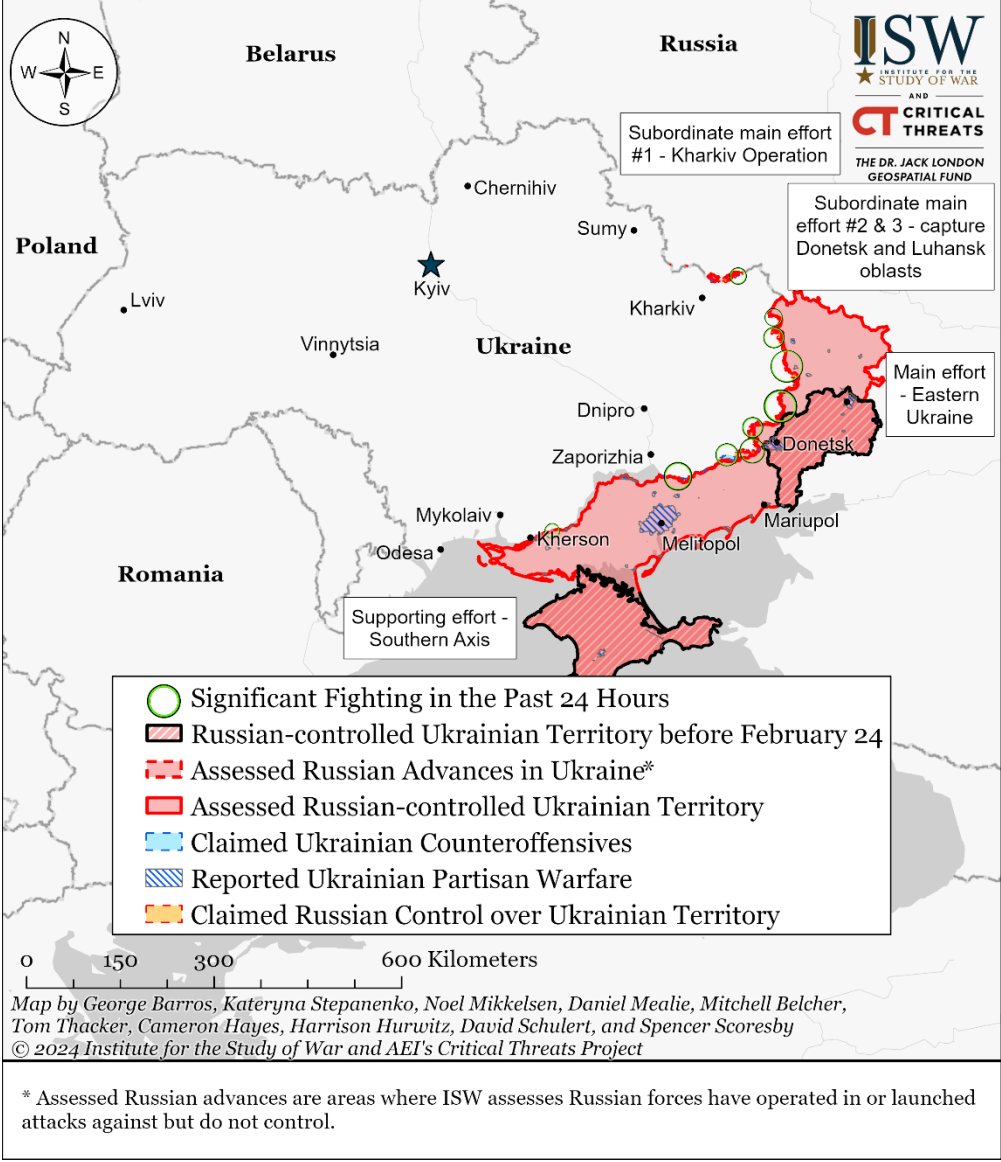 N
W
E
S
Belarus
Russia
ISW
INSTITUTE FOR THE
STUDY OF WAR
AND
CT CRITICAL
THREATS
THE DR. JACK LONDON
GEOSPATIAL FUND
Subordinate main effort
#1 - Kharkiv Operation
Subordinate main
effort #2 & 3 - capture
Donetsk and Luhansk
oblasts
Chernihiv
Sumy
Poland
Kyiv
Lviv
Kharkiv
Vinnytsia
Ukraine
Main effort
- Eastern
Ukraine
Dnipro
Donetsk
Zaporizhia
Mykolaiv
Mariupol
Kherson
Melitopol
Odesa
Romania
Supporting effort -
Southern Axis
Significant Fighting in the Past 24 Hours
Russian-controlled Ukrainian Territory before February 24
Assessed Russian Advances in Ukraine*
Assessed Russian-controlled Ukrainian Territory
Claimed Ukrainian Counteroffensives
Reported Ukrainian Partisan Warfare
Claimed Russian Control over Ukrainian Territory
0 150 300 600 Kilometers
Map by George Barros, Kateryna Stepanenko, Noel Mikkelsen, Daniel Mealie, Mitchell Belcher,
Tom Thacker, Cameron Hayes, Harrison Hurwitz, David Schulert, and Spencer Scoresby
© 2024 Institute for the Study of War and AEI's Critical Threats Project
* Assessed Russian advances are areas where ISW assesses Russian forces have operated in or launched
attacks against but do not control.